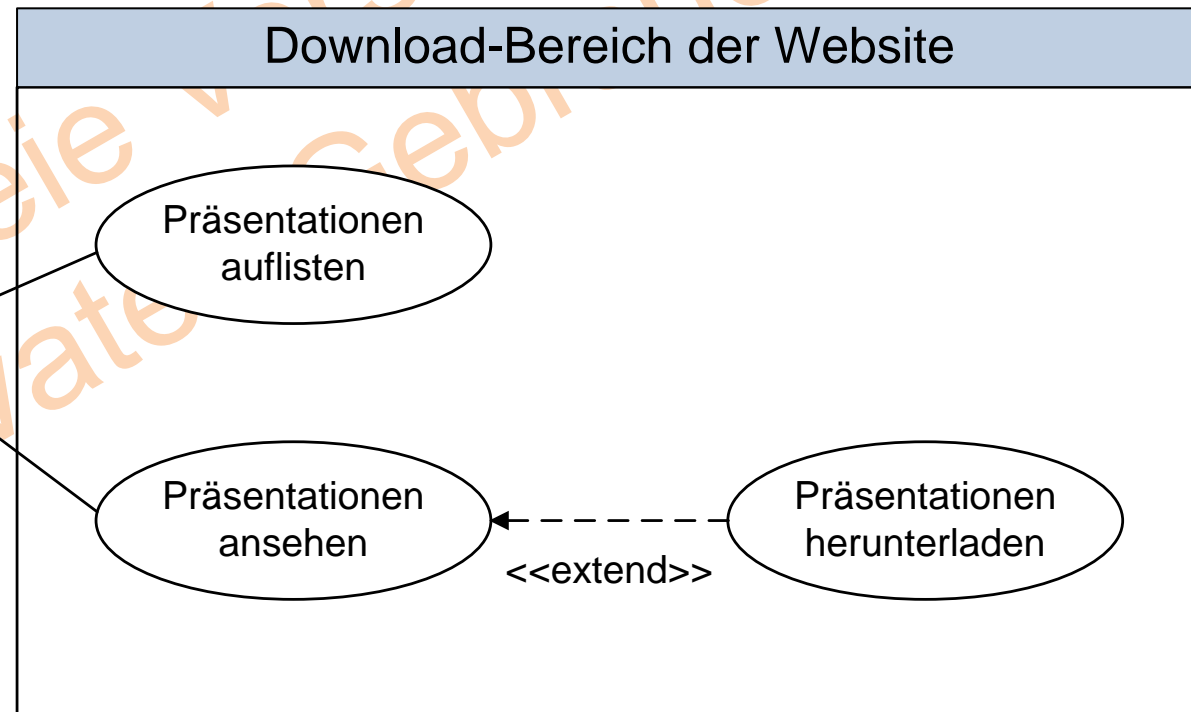 Download-Bereich der Website
Präsentationen
auflisten
Präsentationen
ansehen
<<extend>>
Präsentationen
herunterladen